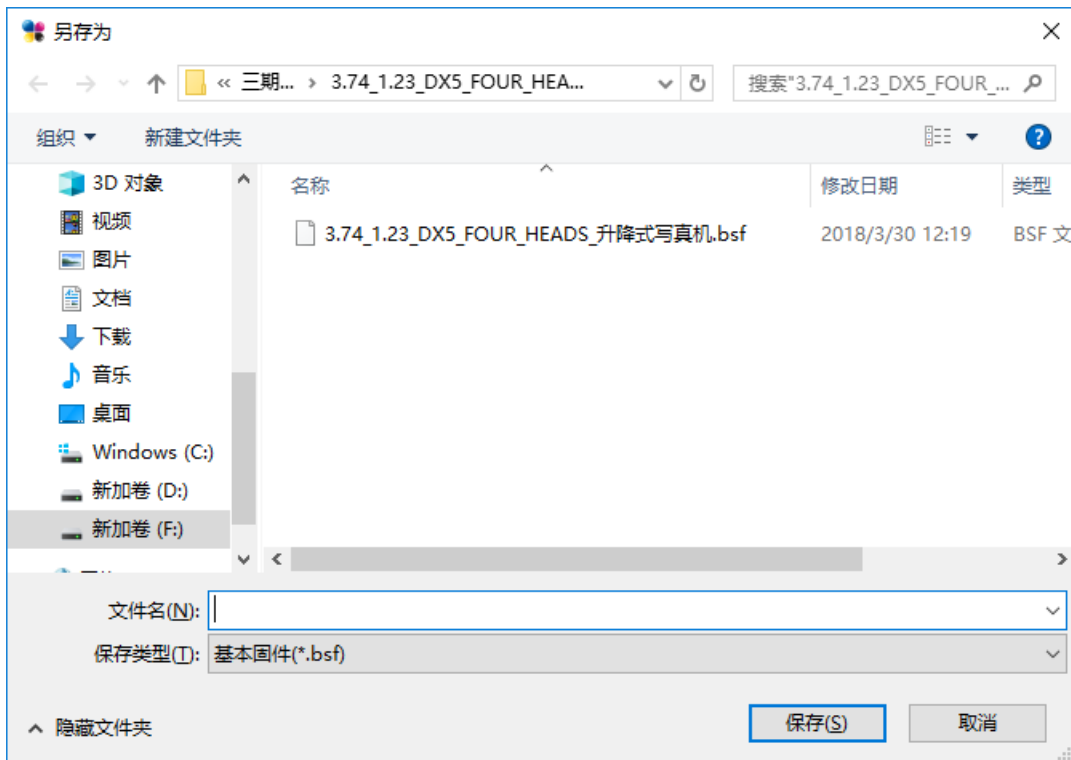 另存为
« 三期... › 3.74_1.23_DX5_FOUR_HEA...
搜索"3.74_1.23_DX5_FOUR_...
组织
新建文件夹
3D 对象
视频
图片
文档
下载
音乐
桌面
Windows (C:)
新加卷 (D:)
新加卷 (F:)
名称
修改日期
类型
3.74_1.23_DX5_FOUR_HEADS_升降式写真机.bsf
2018/3/30 12:19
BSF 文
文件名(N):
保存类型(T): 基本固件(*.bsf)
隐藏文件夹
保存(S)
取消